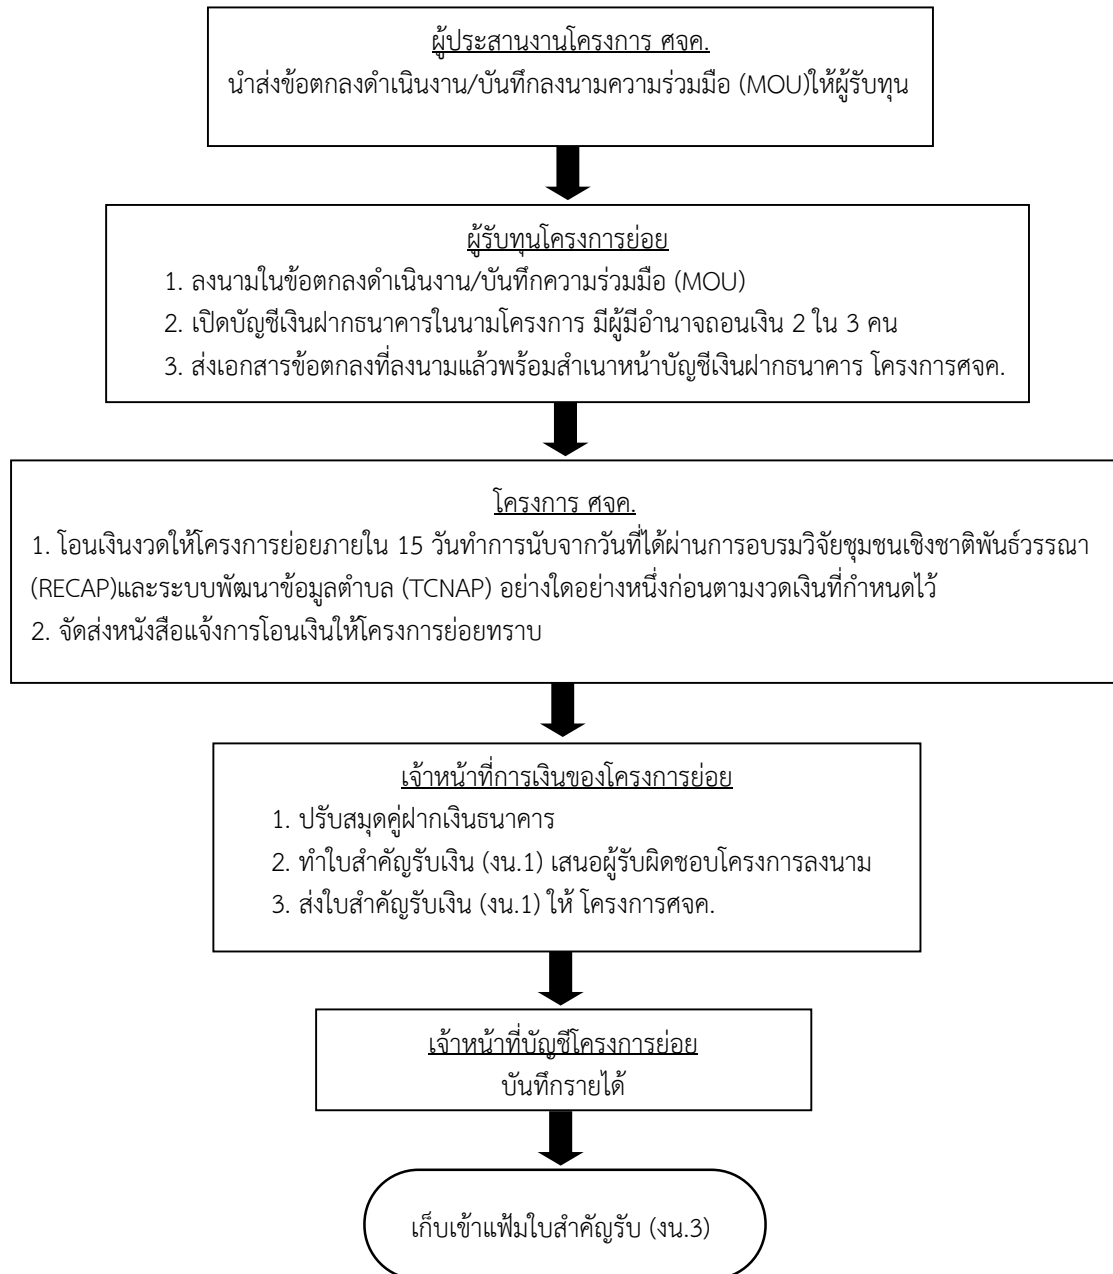 ผู้ประสานงานโครงการ ศจค.
นำส่งข้อตกลงดำเนินงาน/บันทึกลงนามความร่วมมือ (MOU)ให้ผู้รับทุน
ผู้รับทุนโครงการย่อย
1. ลงนามในข้อตกลงดำเนินงาน/บันทึกความร่วมมือ (MOU)
2. เปิดบัญชีเงินฝากธนาคารในนามโครงการ มีผู้มีอำนาจถอนเงิน 2 ใน 3 คน
3. ส่งเอกสารข้อตกลงที่ลงนามแล้วพร้อมสำเนาหน้าบัญชีเงินฝากธนาคาร โครงการศจค.
โครงการ ศจค.
1. โอนเงินงวดให้โครงการย่อยภายใน 15 วันทำการนับจากวันที่ได้ผ่านการอบรมวิจัยชุมชนเชิงชาติพันธ์วรรณา
(RECAP)และระบบพัฒนาข้อมูลตำบล (TCNAP) อย่างใดอย่างหนึ่งก่อนตามงวดเงินที่กำหนดไว้
2. จัดส่งหนังสือแจ้งการโอนเงินให้โครงการย่อยทราบ
เจ้าหน้าที่การเงินของโครงการย่อย
1. ปรับสมุดคู่ฝากเงินธนาคาร
2. ทำใบสำคัญรับเงิน (งน.1) เสนอผู้รับผิดชอบโครงการลงนาม
3. ส่งใบสำคัญรับเงิน (งน.1) ให้ โครงการศจค.
เจ้าหน้าที่บัญชีโครงการย่อย
บันทึกรายได้
เก็บเข้าแฟ้มใบสำคัญรับ (งน.3)